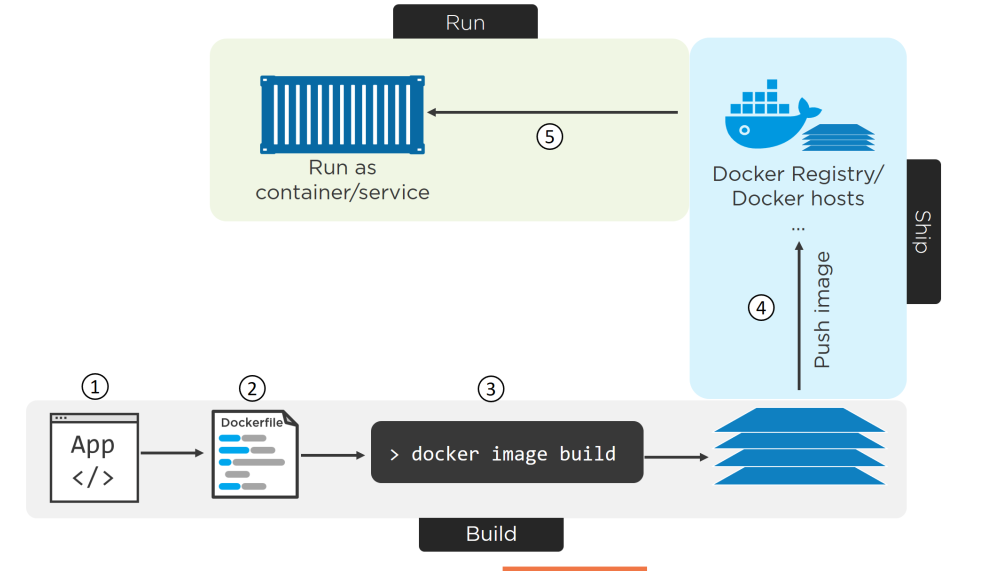 Run
Run as
container/service
5
Docker Registry/
Docker hosts
...
Ship
4
Push image
1
2
3
App
</>
Dockerfile
> docker image build
Build